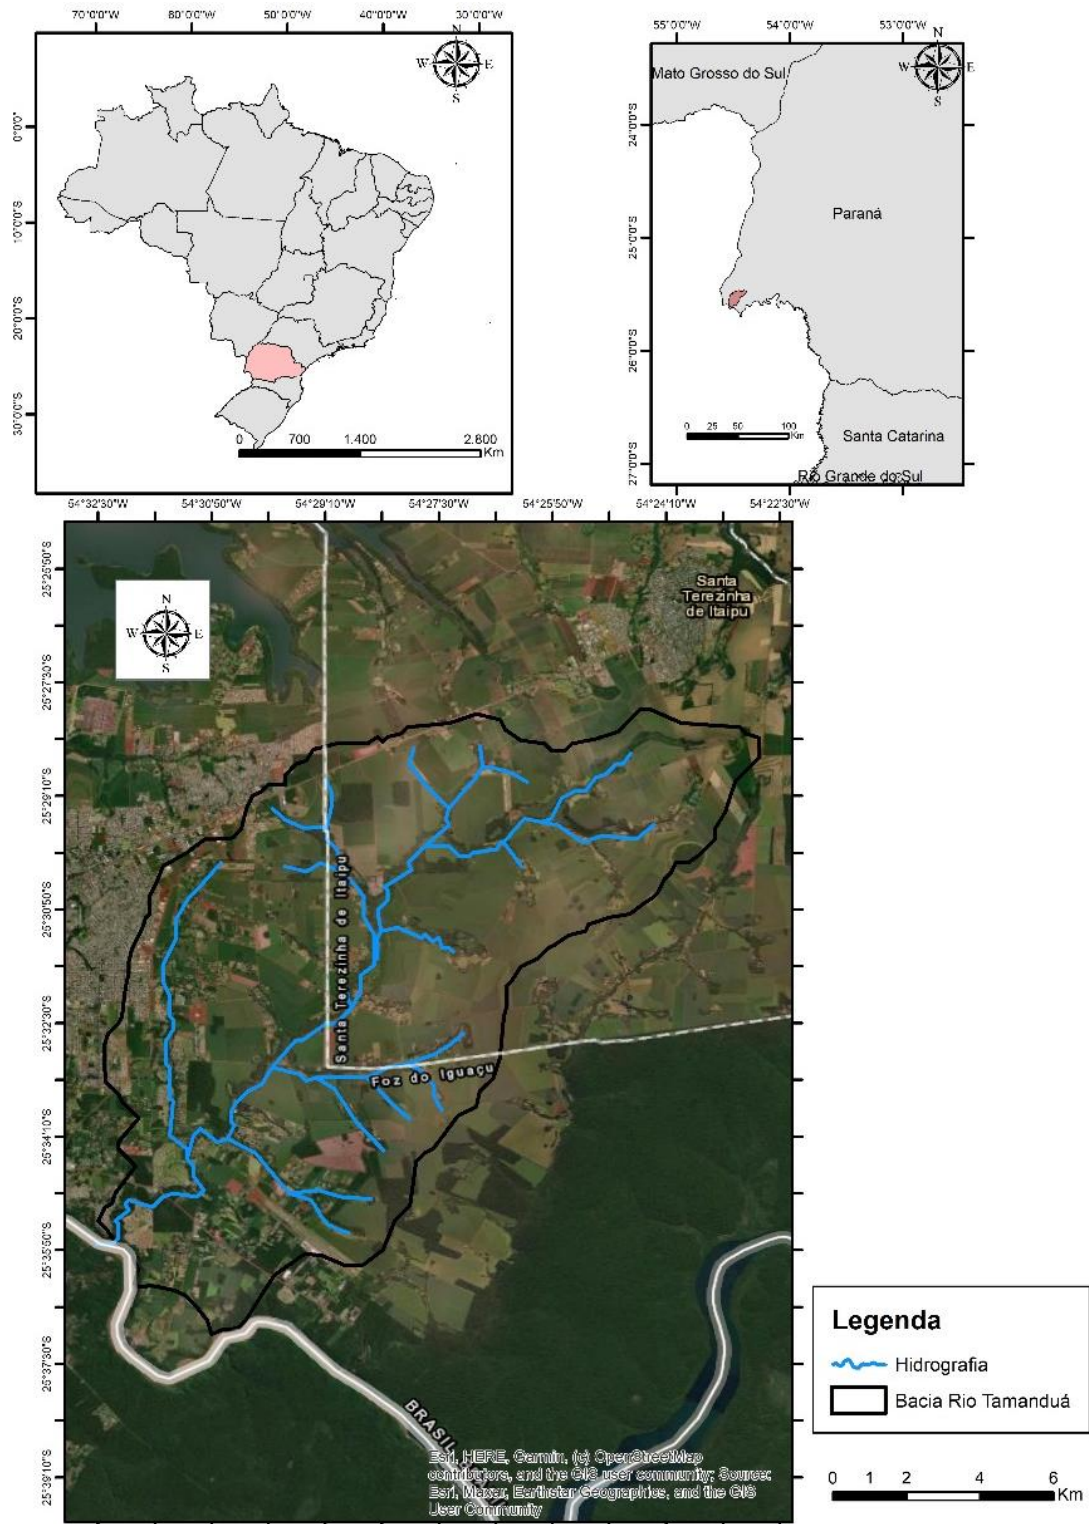 70°0'0"W 80°0'0"W 50°0'0"W 40°0'0"W 30°0'0"W
N
W E
S
0°0'0"
10°0'0"S
20°0'0"S
30°0'0"S
0 700 1.400 2.800
Km
55°0'0"W 54°0'0"W 53°0'0"W
N
W E
S
Mato Grosso do Sul
Paraná
Santa Catarina
Rio Grande do Sul
24°0'0"S
25°0'0"S
26°0'0"S
27°0'0"S
0 25 50 100
Km
54°32'30"W 54°30'50"W 54°29'10"W 54°27'30"W 54°25'50"W 54°24'10"W 54°22'30"W
25°25'50"S
25°27'30"S
25°29'10"S
25°30'50"S
25°32'30"S
25°34'10"S
25°35'50"S
25°37'30"S
25°39'10"S
N
W E
S
Santa
Terezinha
de Itaipu
Santa Terezinha de Itaipu
Foz do Iguaçu
BRASIL
Esri, HERE, Garmin, (c) OpenStreetMap
contributors, and the GIS user community; Source:
Esri, Maxar, Earthstar Geographics, and the GIS
User Community
Legenda
Hidrografia
Bacia Rio Tamanduá
0 1 2 4 6
Km